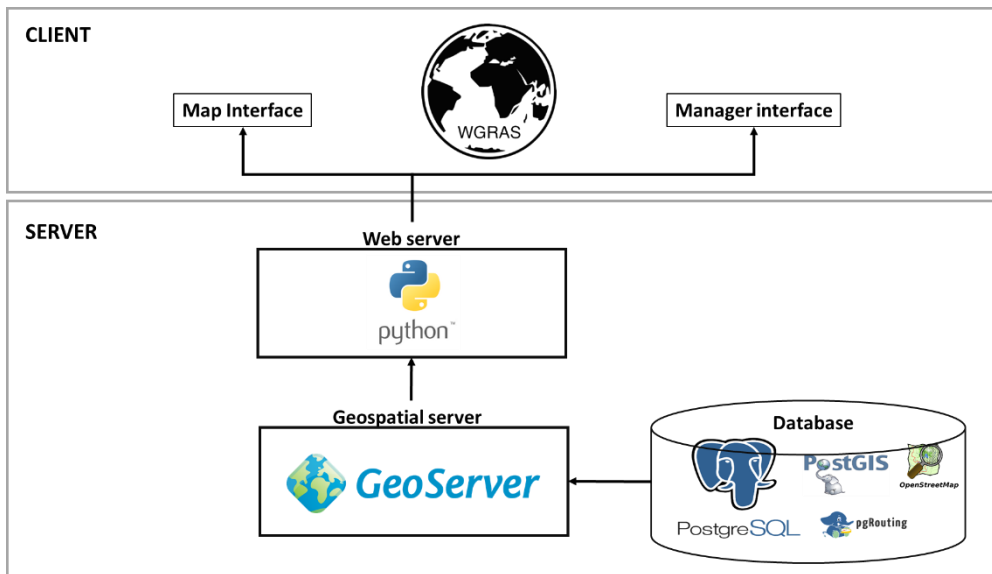 CLIENT
WGRAS
Map Interface
Manager interface
SERVER
Web server
python™
Geospatial server
GeoServer
Database
PostGIS
OpenStreetMap
PostgreSQL
pgRouting